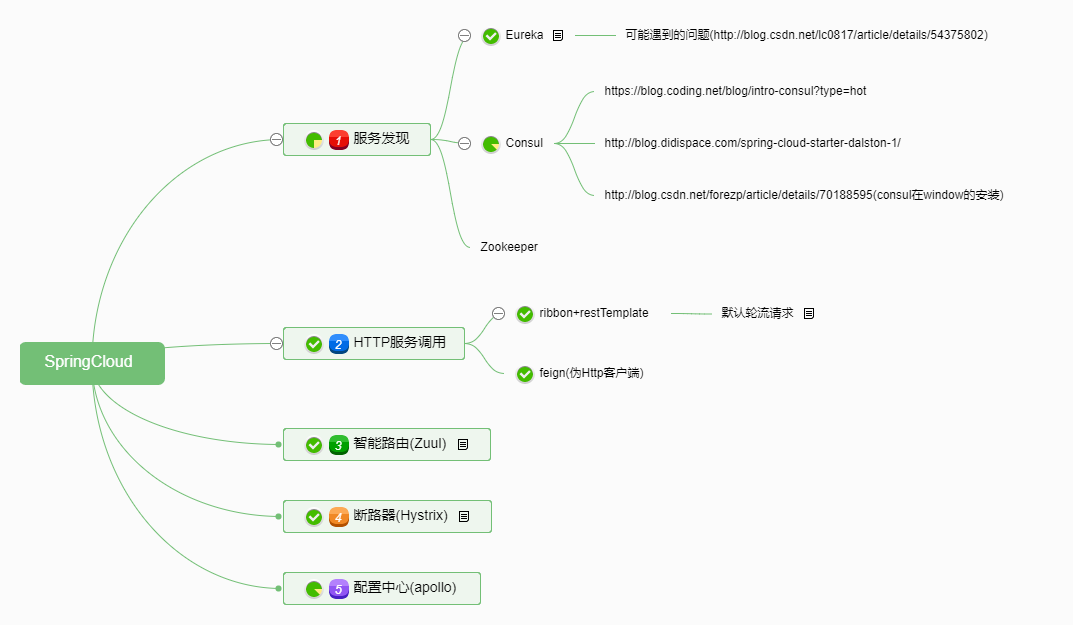 SpringCloud
1 服务发现
Eureka
可能遇到的问题(http://blog.csdn.net/lc0817/article/details/54375802)
Consul
https://blog.coding.net/blog/intro-consul?type=hot
http://blog.didispace.com/spring-cloud-starter-dalston-1/
http://blog.csdn.net/forezp/article/details/70188595(consul在window的安装)
Zookeeper
2 HTTP服务调用
ribbon+restTemplate
默认轮流请求
feign(伪Http客户端)
3 智能路由(Zuul)
4 断路器(Hystrix)
5 配置中心(apollo)